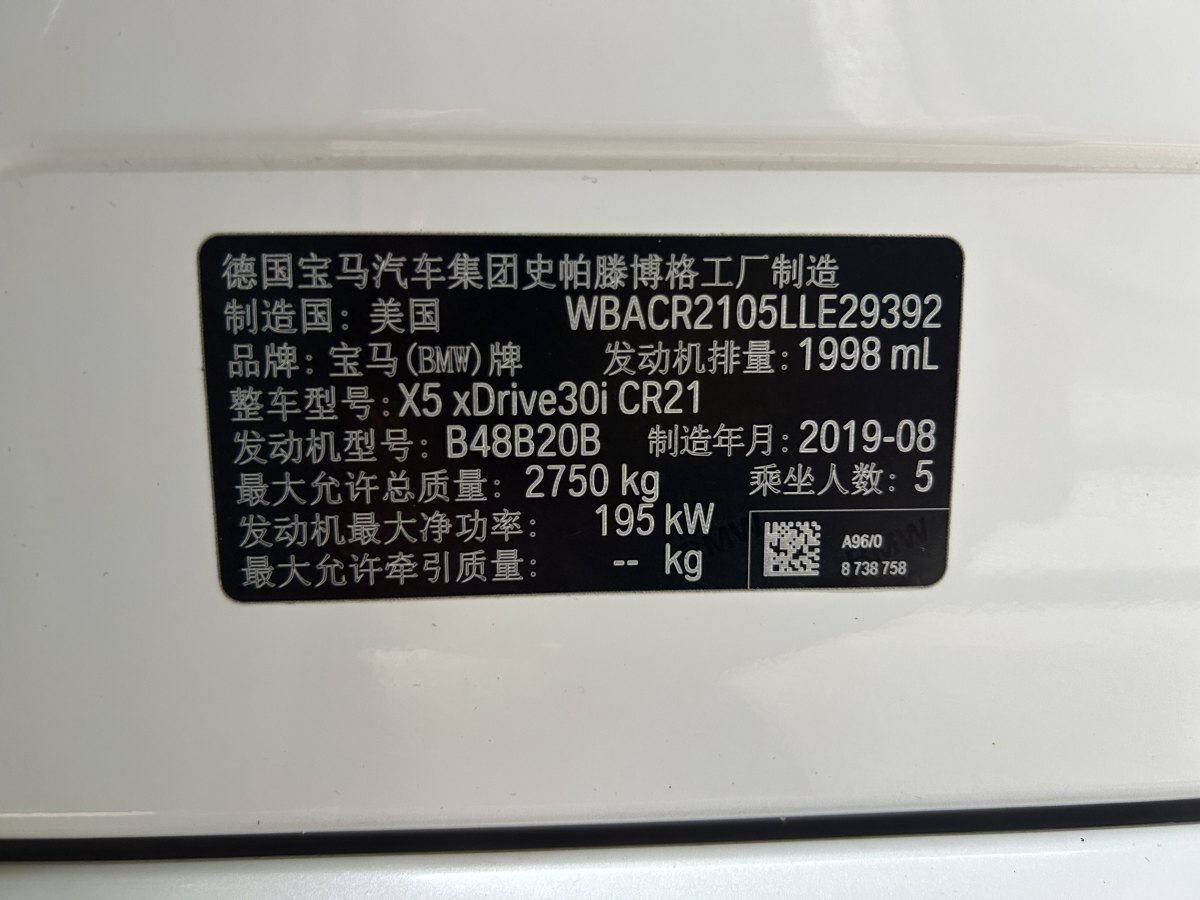 德国宝马汽车集团史帕滕博格工厂制造
制造国：美国 WBACR2105LLE29392
品牌：宝马(BMW)牌 发动机排量：1998 mL
整车型号：X5 xDrive30i CR21
发动机型号：B48B20B 制造年月：2019-08
最大允许总质量：2750 kg 乘坐人数：5
发动机最大净功率：195 kW
最大允许牵引质量：-- kg
A96/0
8 738 758